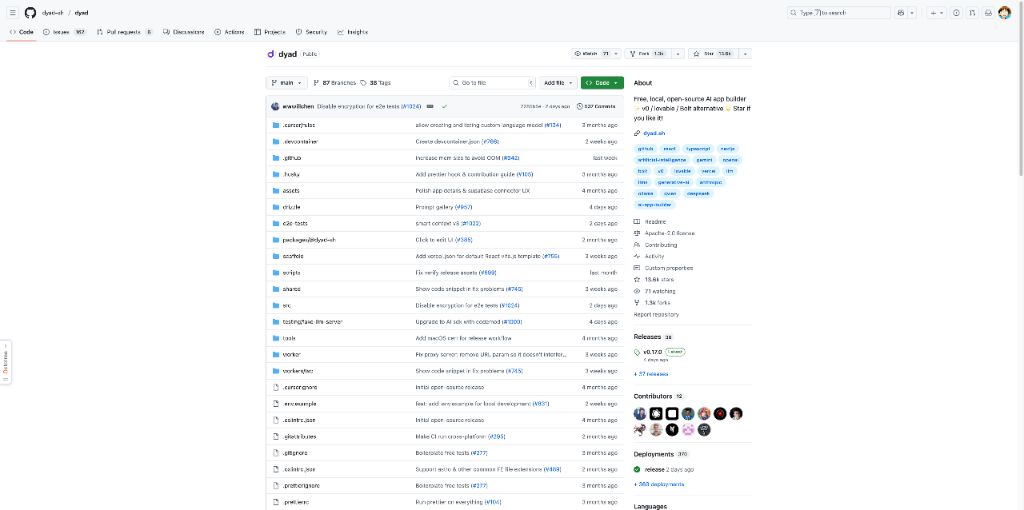 dyad-sh / dyad
Type / to search
Code Issues 167 Pull requests Discussions Actions Projects Security Insights
dyad Public
Watch 71 Fork 1.3k Star 13.6k
main 87 Branches 38 Tags Go to file Add file Code
wwwillchen Disable encryption for e2e tests (#1024) 2 days ago 827 Commits
.cursor/rules allow creating and listing custom language model (#134) 3 months ago
.devcontainer Create devcontainer.json (#766) 2 weeks ago
.github Increase mem size to avoid OOM (#942) last week
.husky Add prettier hook & contribution guide (#105) 3 months ago
assets Polish app details & supabase connector UX 4 months ago
drizzle Prompt gallery (#957) 4 days ago
e2e-tests smart context v3 (#1022) 2 days ago
packages/@dyad-sh Click to edit UI (#385) 2 months ago
scaffold Add vercel.json for default React vite.js template (#755) 3 weeks ago
scripts Fix verify release assets (#666) last month
shared Show code snippet in fix problems (#745) 3 weeks ago
src Disable encryption for e2e tests (#1024) 2 days ago
testing/fake-llm-server Upgrade to AI sdk with codemod (#1000) 4 days ago
tools Add macOS cert for release workflow 4 months ago
worker Fix proxy server: remove URL param so it doesn't interfer... 3 weeks ago
workers/tsc Show code snippet in fix problems (#745) 3 weeks ago
.cursorignore Initial open-source release 4 months ago
.env.example feat: add .env.example for local development (#931) 2 weeks ago
.eslintrc.json Initial open-source release 4 months ago
.gitattributes Make CI run cross-platform (#295) 2 months ago
.gitignore Boilerplate free tests (#277) 3 months ago
.oxlintrc.json Support astro & other common FE file extensions (#469) 2 months ago
.prettierignore Boilerplate free tests (#277) 3 months ago
.prettierrc Run prettier on everything (#104) 3 months ago
About
Free, local, open-source AI app builder
✨ v0 / lovable / Bolt alternative 🌟 Star if
you like it!
dyad.sh
github react typescript nextjs
artificial-intelligence gemini openai
bolt v0 lovable vercel llm
llms generative-ai anthropic
ollama qwen deepseek
ai-app-builder
Readme
Apache-2.0 license
Contributing
Activity
Custom properties
13.6k stars
71 watching
1.3k forks
Report repository
Releases 38
v0.17.0 Latest
4 days ago
+ 37 releases
Contributors 12
Deployments
release 2 days ago
Languages